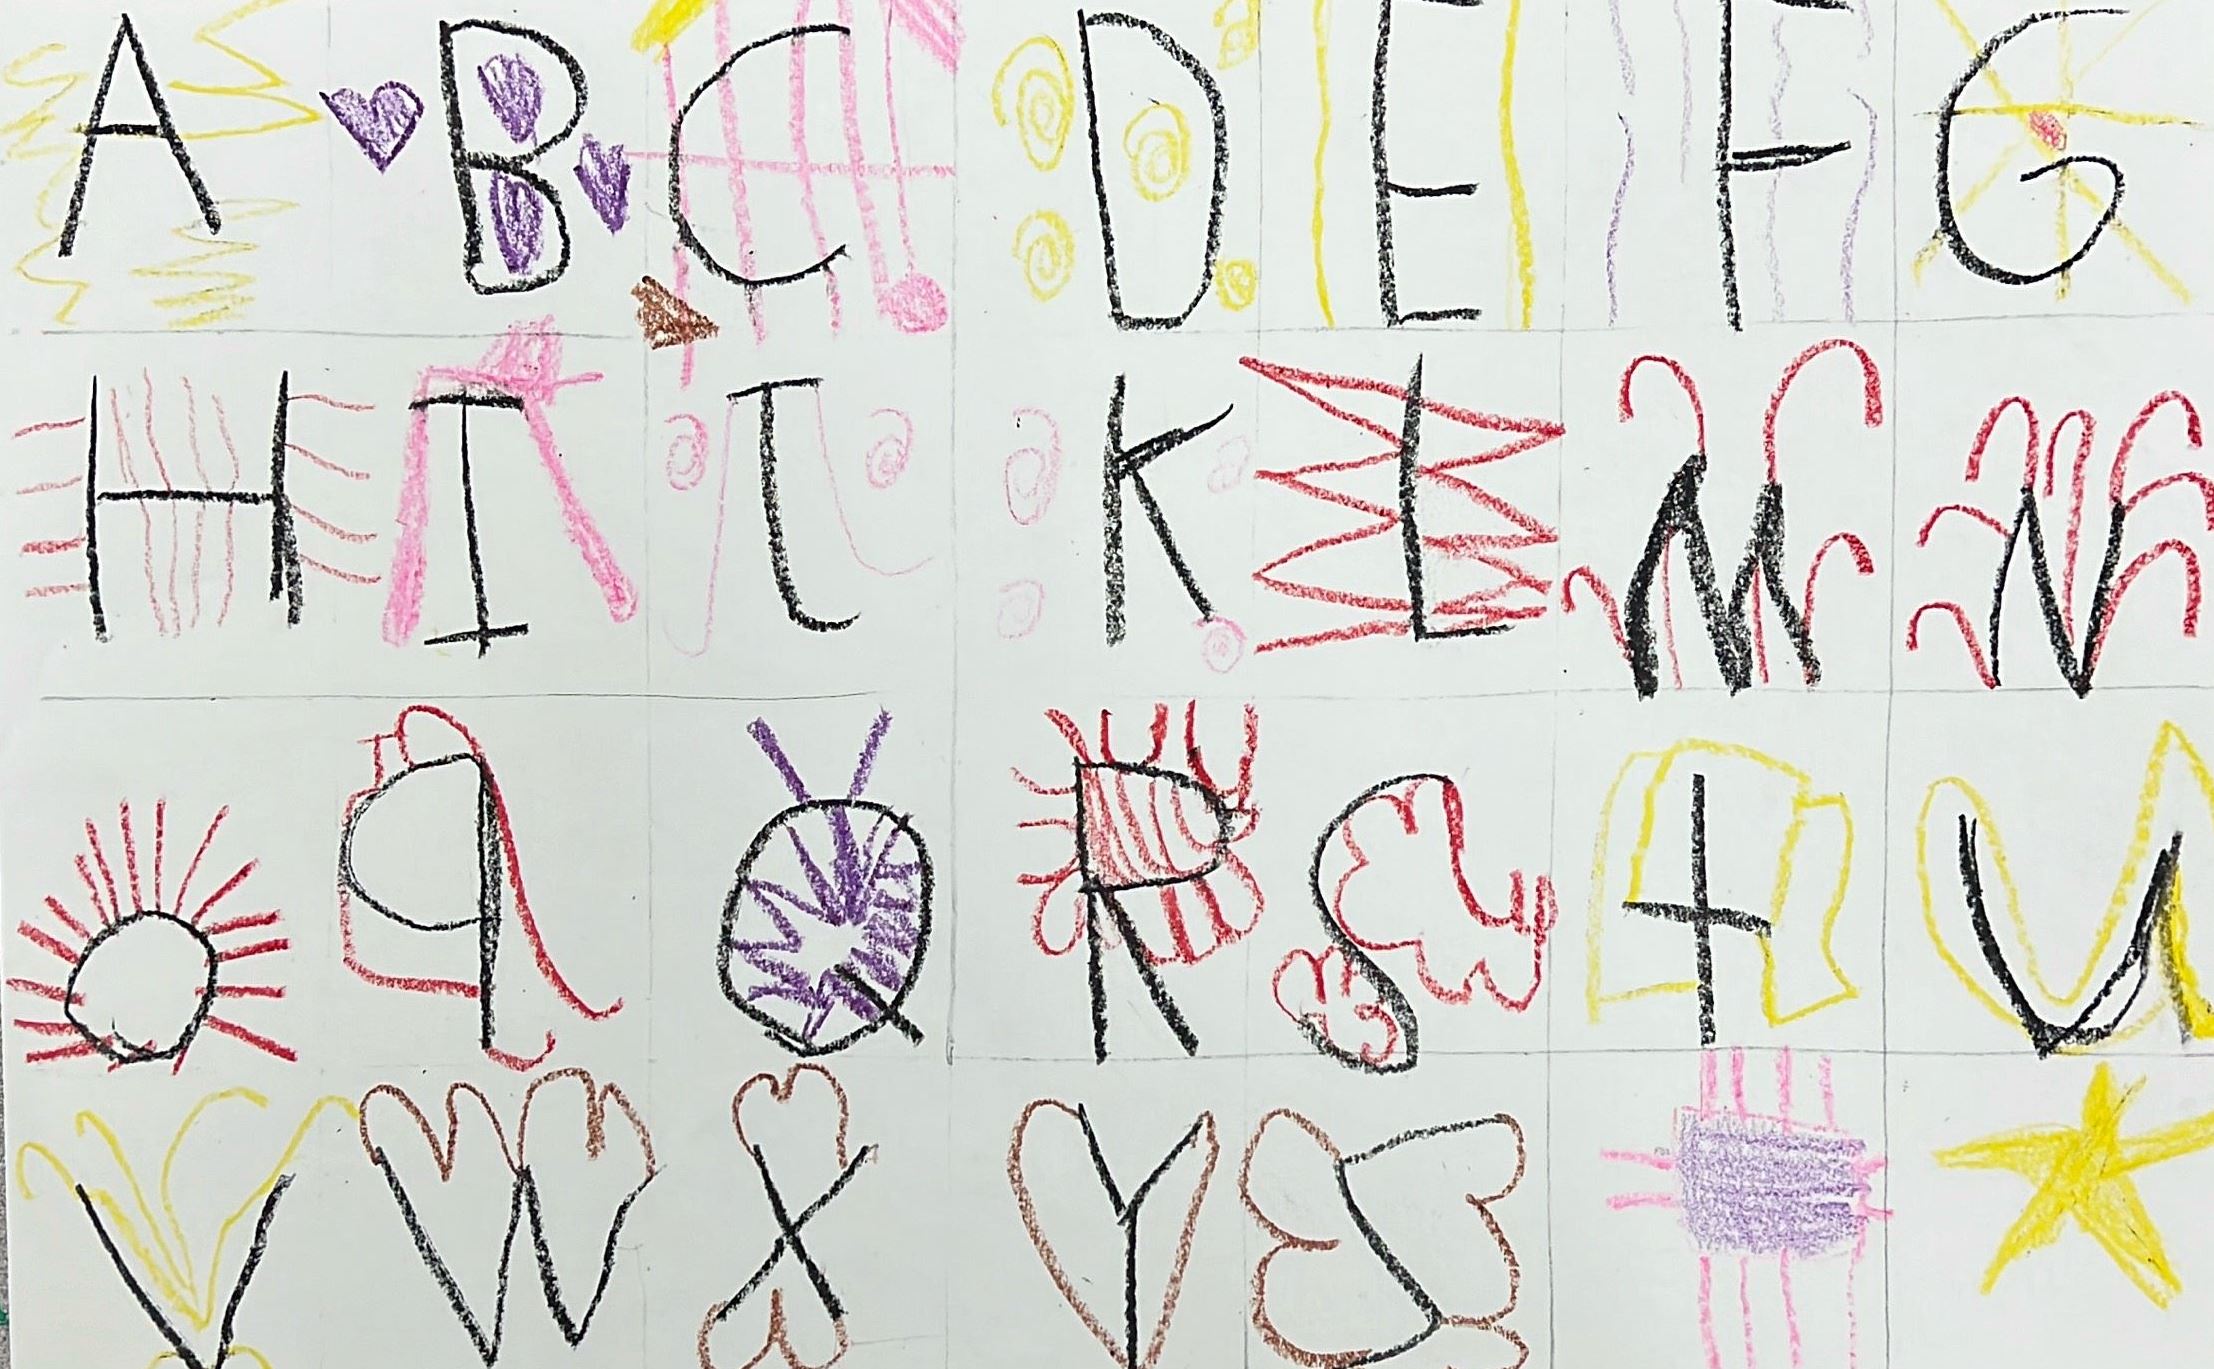 A B C D E F G
H I J K L M N
O P Q R S t U
V W X Y Z